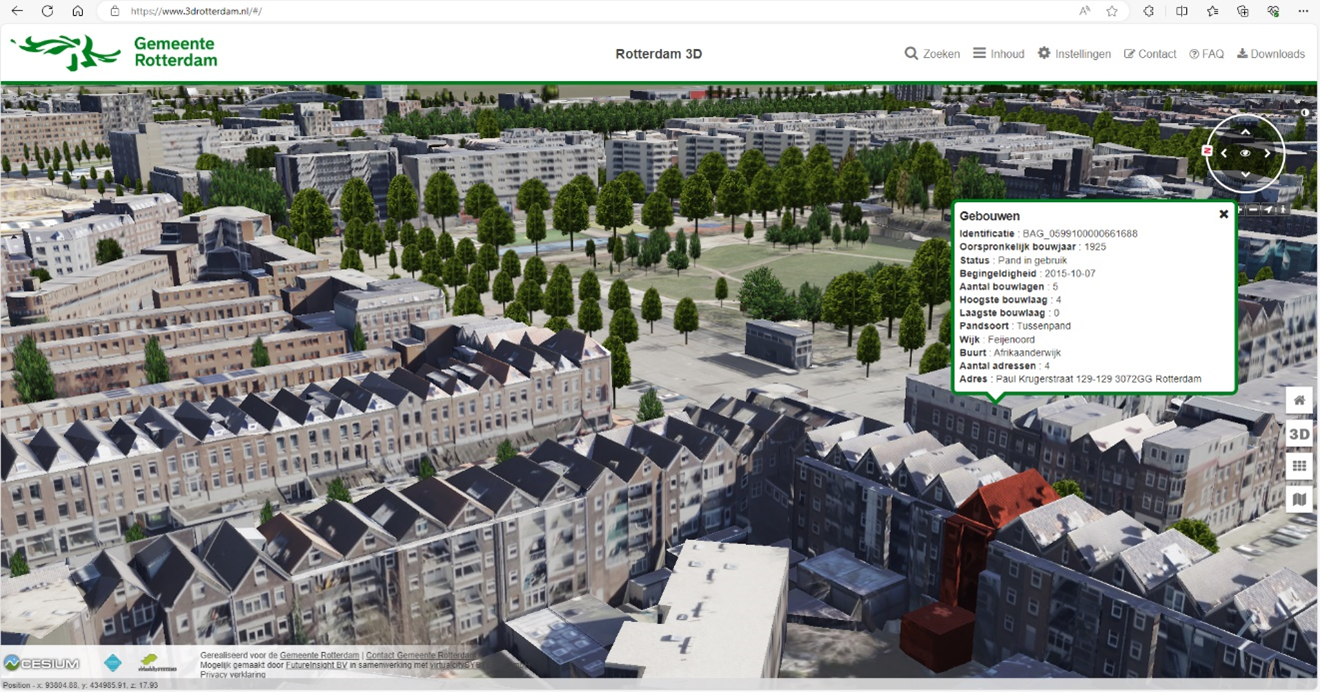 https://www.3drotterdam.nl/#/
Gemeente
Rotterdam
Rotterdam 3D
Zoeken
Inhoud
Instellingen
Contact
FAQ
Downloads
N
Gebouwen
Identificatie : BAG_0599100000661688
Oorspronkelijk bouwjaar : 1925
Status : Pand in gebruik
Begingeldigheid : 2015-10-07
Aantal bouwlagen : 5
Hoogste bouwlaag : 4
Laagste bouwlaag : 0
Pandsoort : Tussenpand
Wijk : Feijenoord
Buurt : Afrikaanderwijk
Aantal adressen : 4
Adres : Paul Krugerstraat 129-129 3072GG Rotterdam
3D
CESIUM
Gerealiseerd voor de Gemeente Rotterdam | Contact Gemeente Rotterdam
Mogelijk gemaakt door FutureInsight BV in samenwerking met virtualcitySYS
Privacy verklaring
Position - x: 93804.88, y: 434985.91, z: 17.93